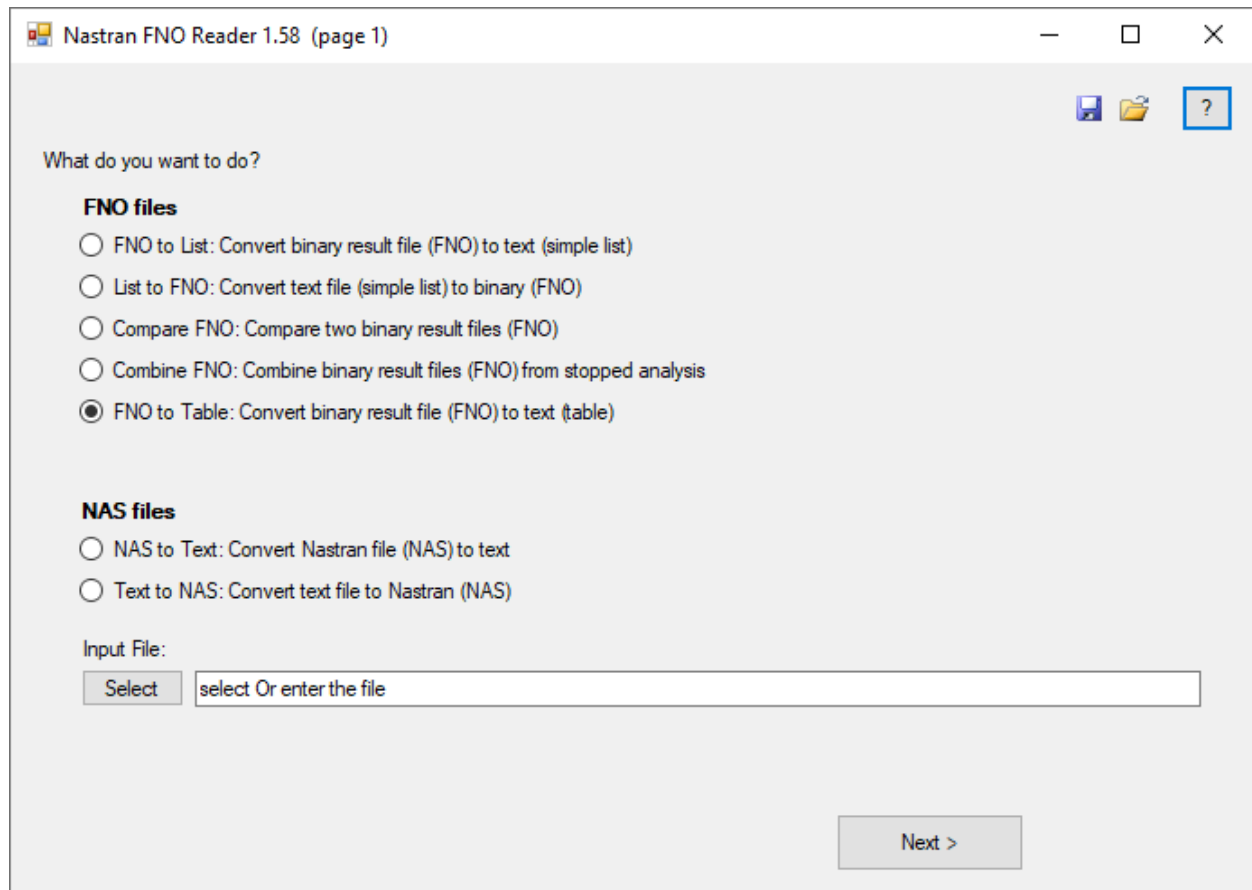 Nastran FNO Reader 1.58 (page 1)
?
What do you want to do?
FNO files
FNO to List: Convert binary result file (FNO) to text (simple list)
List to FNO: Convert text file (simple list) to binary (FNO)
Compare FNO: Compare two binary result files (FNO)
Combine FNO: Combine binary result files (FNO) from stopped analysis
FNO to Table: Convert binary result file (FNO) to text (table)
NAS files
NAS to Text: Convert Nastran file (NAS) to text
Text to NAS: Convert text file to Nastran (NAS)
Input File:
Select select Or enter the file
Next >